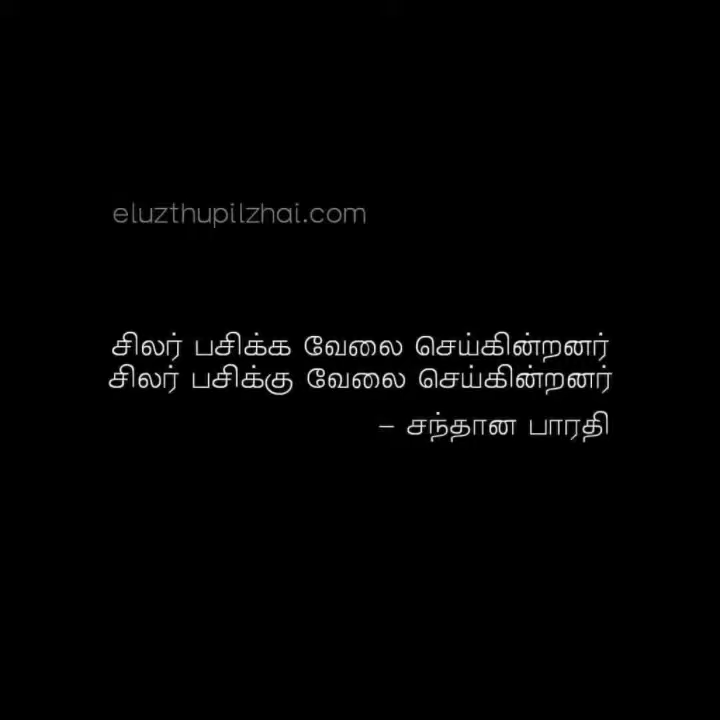 eluzthupilzhai.com
சிலர் பசிக்க வேலை செய்கின்றனர்
சிலர் பசிக்கு வேலை செய்கின்றனர்
– சந்தான பாரதி